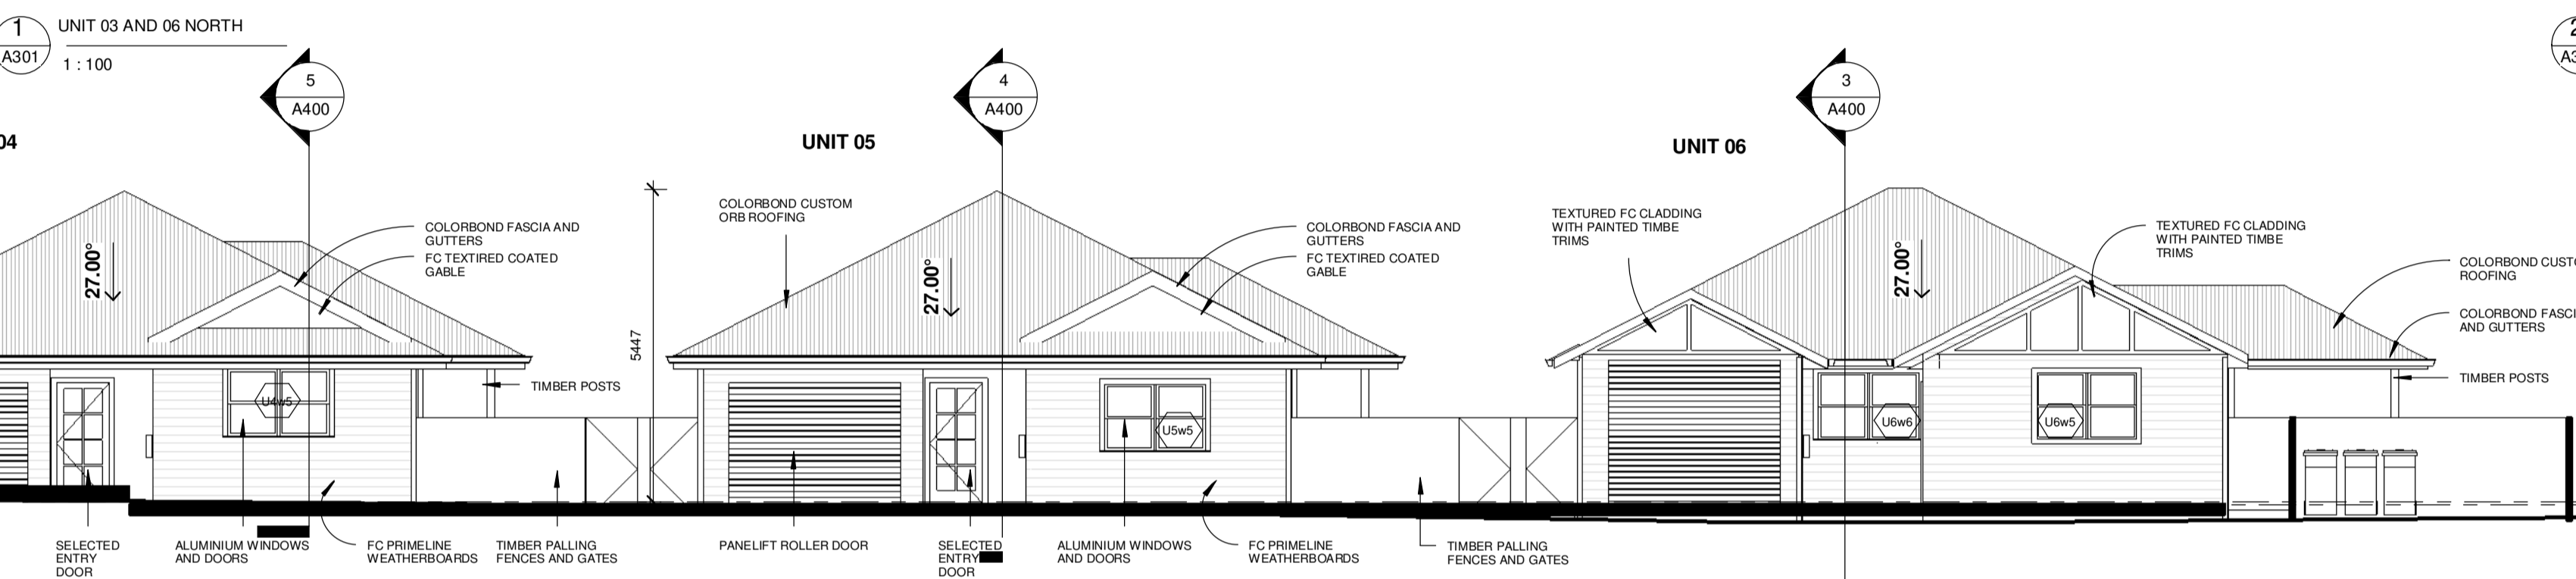 1
A301
UNIT 03 AND 06 NORTH
1 : 100
5
A400
4
A400
3
A400
04
UNIT 05
UNIT 06
27.00°
COLORBOND FASCIA AND
GUTTERS
FC TEXTIRED COATED
GABLE
TIMBER POSTS
U4w5
5447
COLORBOND CUSTOM
ORB ROOFING
27.00°
COLORBOND FASCIA AND
GUTTERS
FC TEXTIRED COATED
GABLE
U5w5
TEXTURED FC CLADDING
WITH PAINTED TIMBE
TRIMS
27.00°
TEXTURED FC CLADDING
WITH PAINTED TIMBE
TRIMS
COLORBOND CUSTO
ROOFING
COLORBOND FASCI
AND GUTTERS
TIMBER POSTS
U6w6
U6w5
SELECTED
ENTRY
DOOR
ALUMINIUM WINDOWS
AND DOORS
FC PRIMELINE
WEATHERBOARDS
TIMBER PALLING
FENCES AND GATES
PANELIFT ROLLER DOOR
SELECTED
ENTRY
DOOR
ALUMINIUM WINDOWS
AND DOORS
FC PRIMELINE
WEATHERBOARDS
TIMBER PALLING
FENCES AND GATES